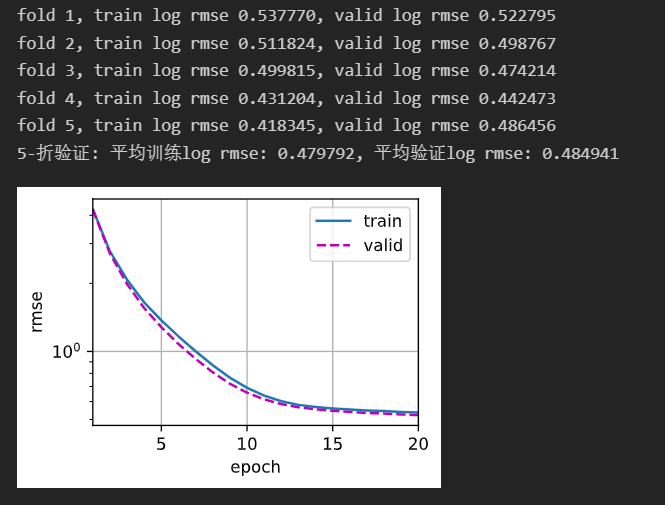 fold 1, train log rmse 0.537770, valid log rmse 0.522795
fold 2, train log rmse 0.511824, valid log rmse 0.498767
fold 3, train log rmse 0.499815, valid log rmse 0.474214
fold 4, train log rmse 0.431204, valid log rmse 0.442473
fold 5, train log rmse 0.418345, valid log rmse 0.486456
5-折验证: 平均训练log rmse: 0.479792, 平均验证log rmse: 0.484941
train
valid
rmse
10⁰
5 10 15 20
epoch